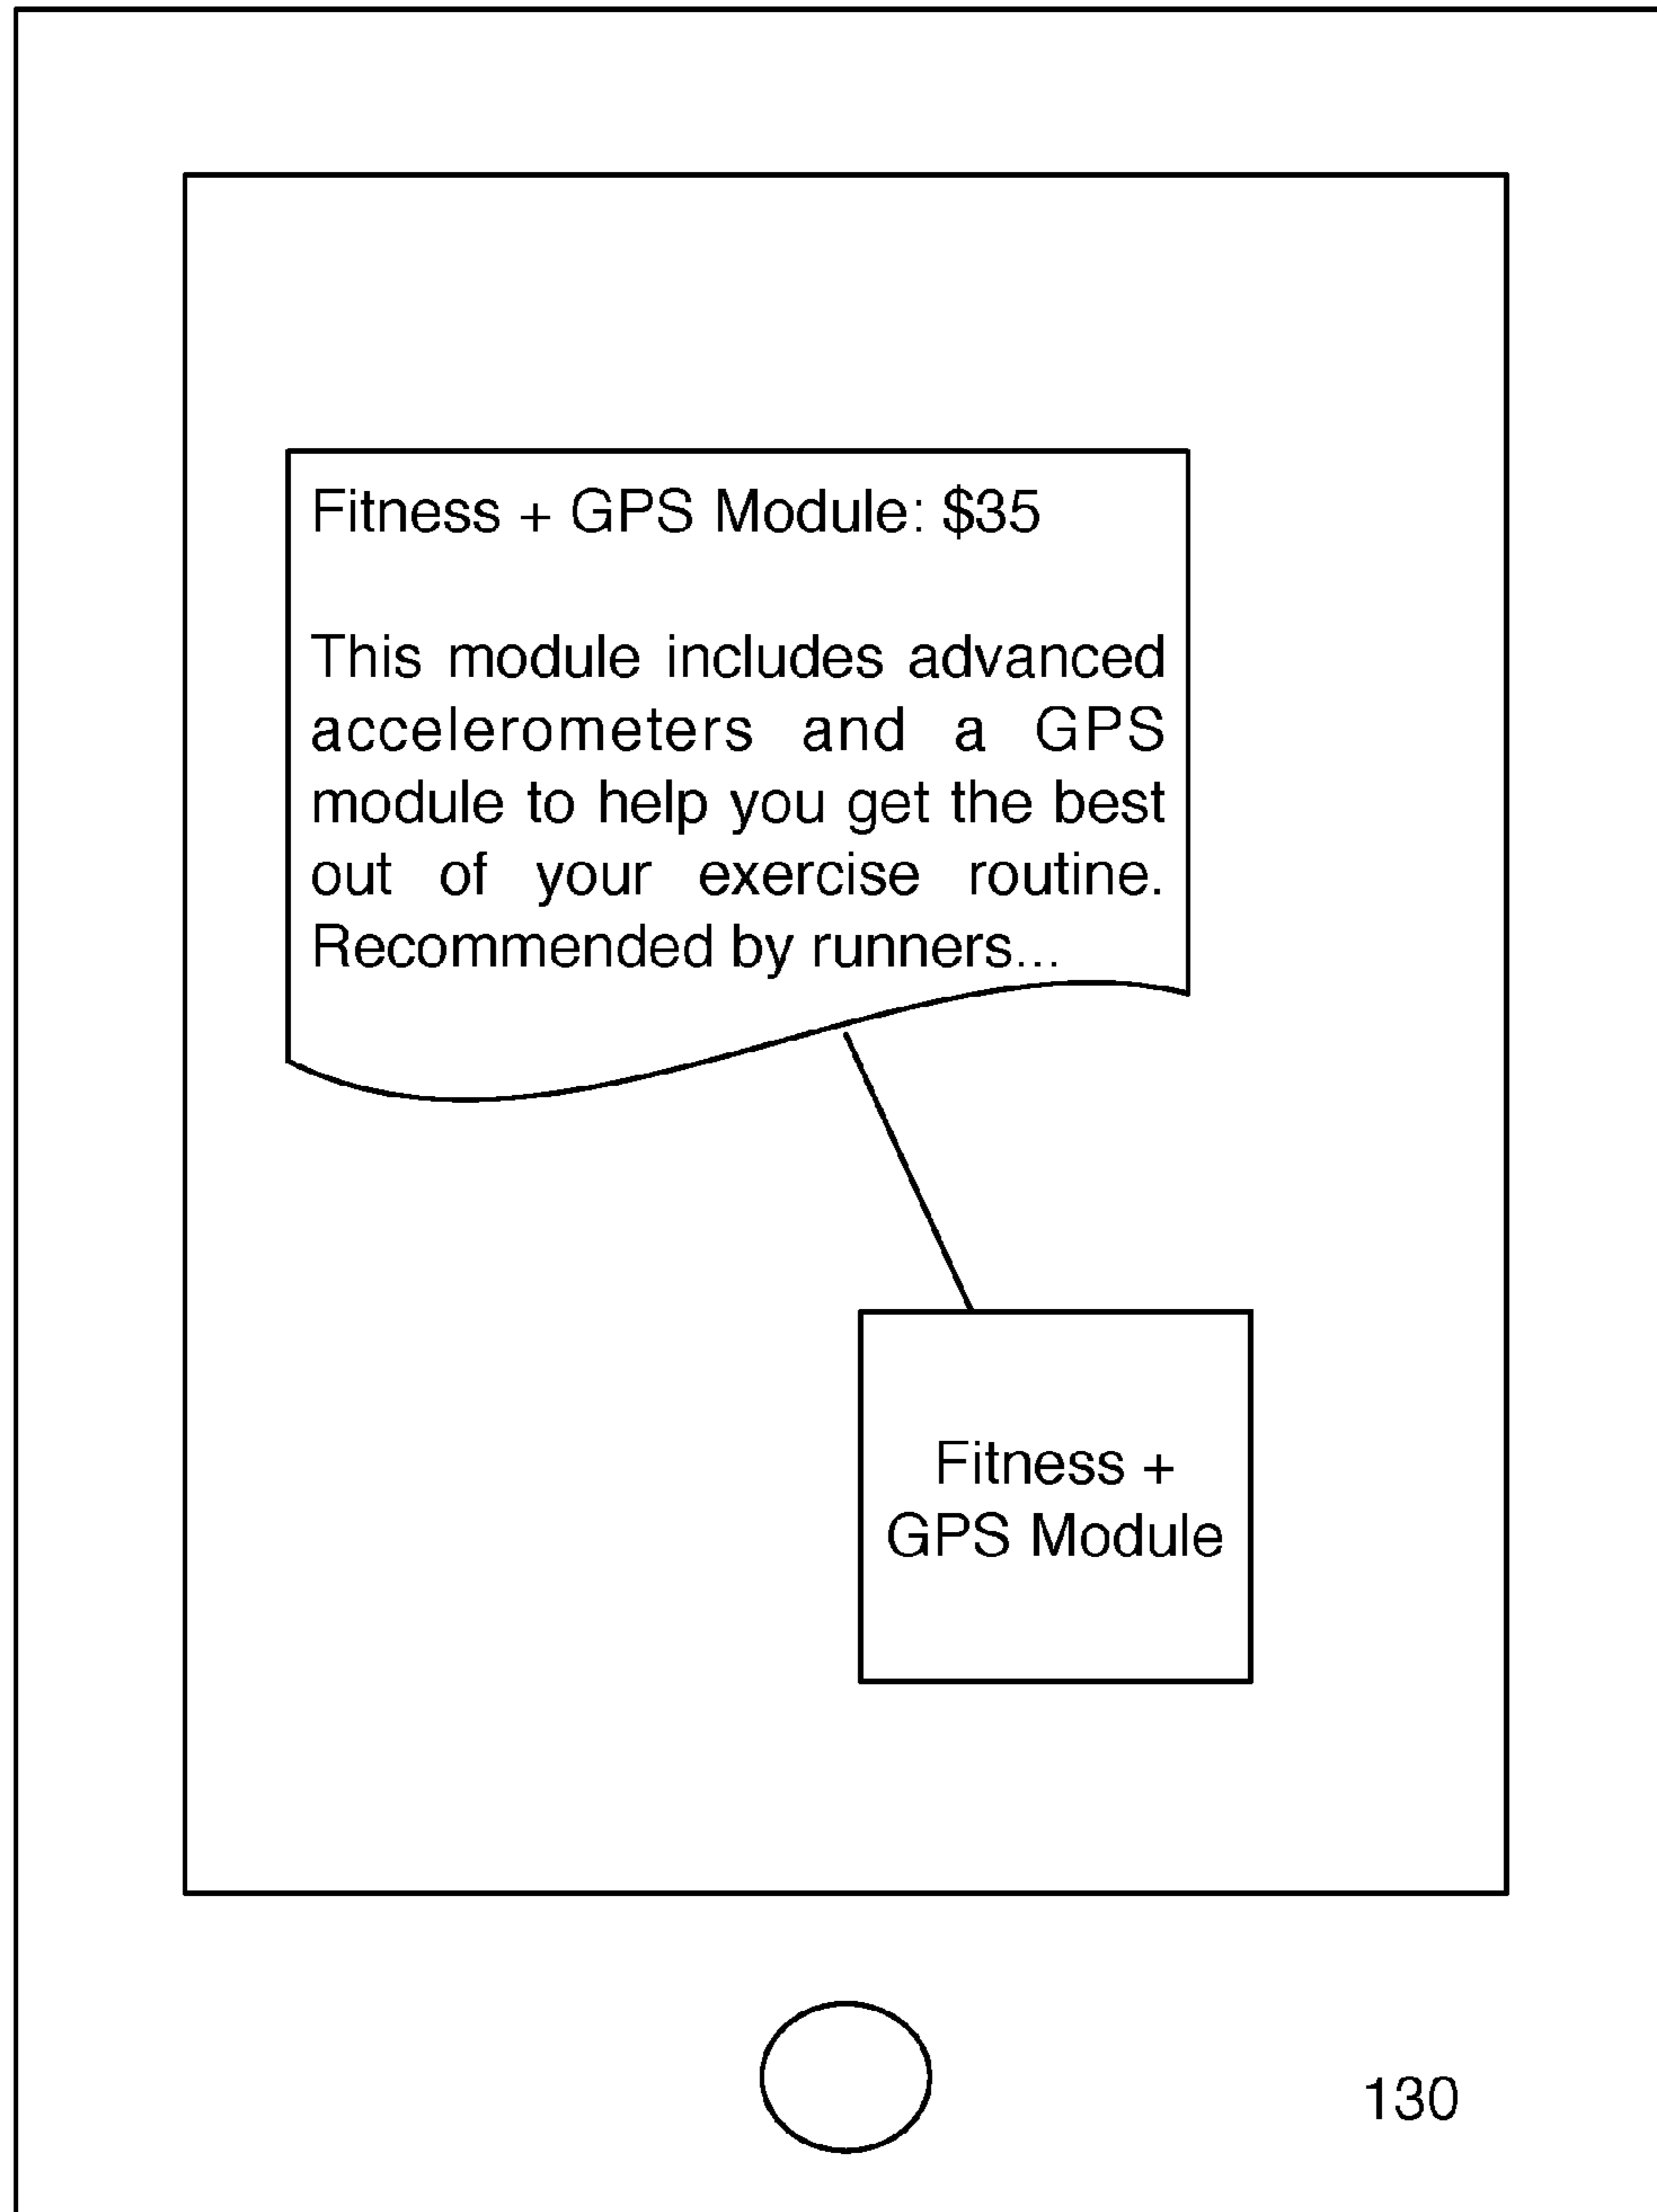 Fitness + GPS Module: $35
This module includes advanced
accelerometers and a GPS
module to help you get the best
out of your exercise routine.
Recommended by runners...
Fitness +
GPS Module
130